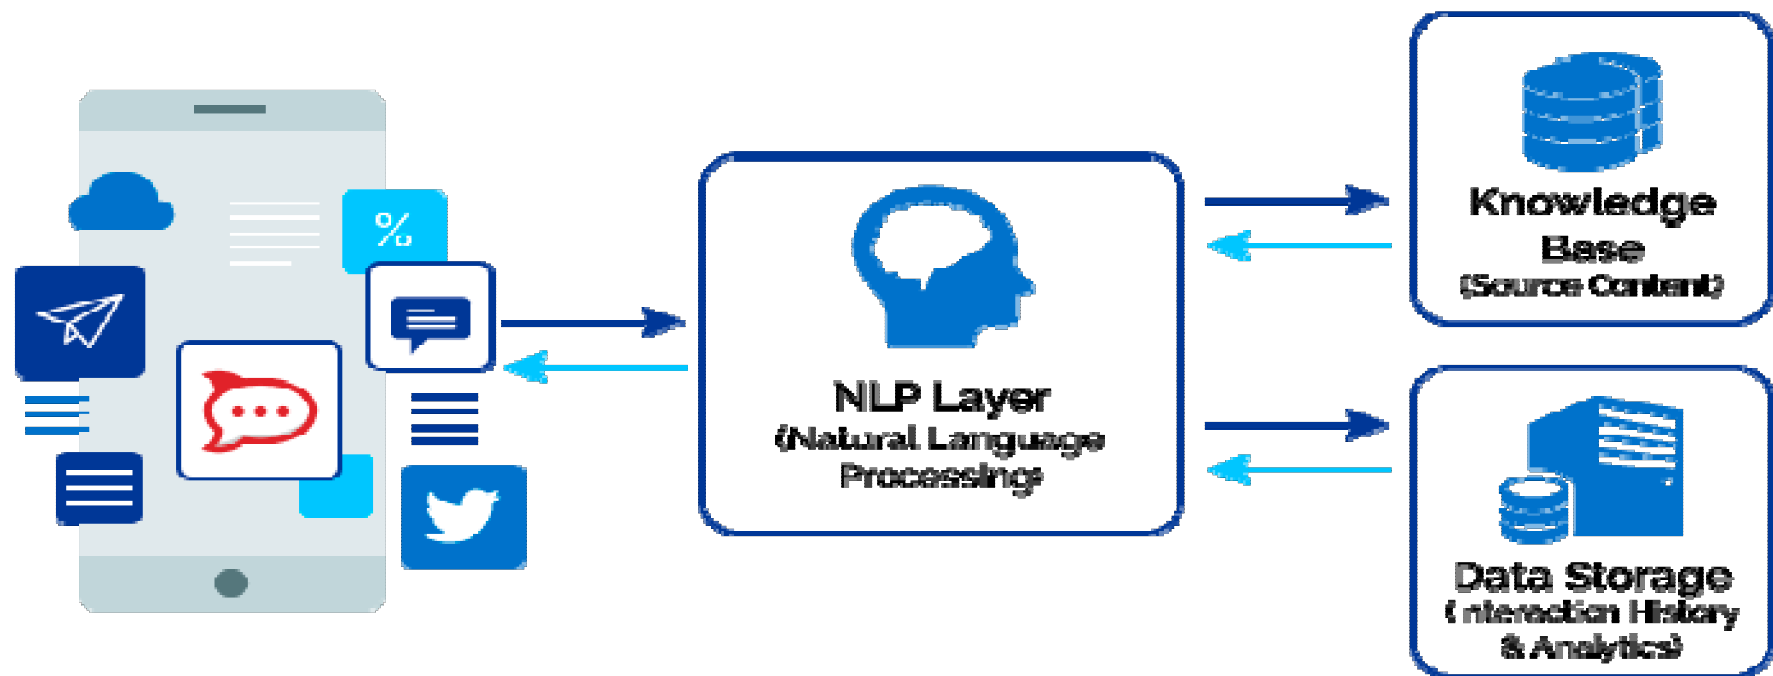 %
NLP Layer
(Natural Language
Processing)
Knowledge
Base
(Source Content)
Data Storage
(Interaction History
& Analytics)